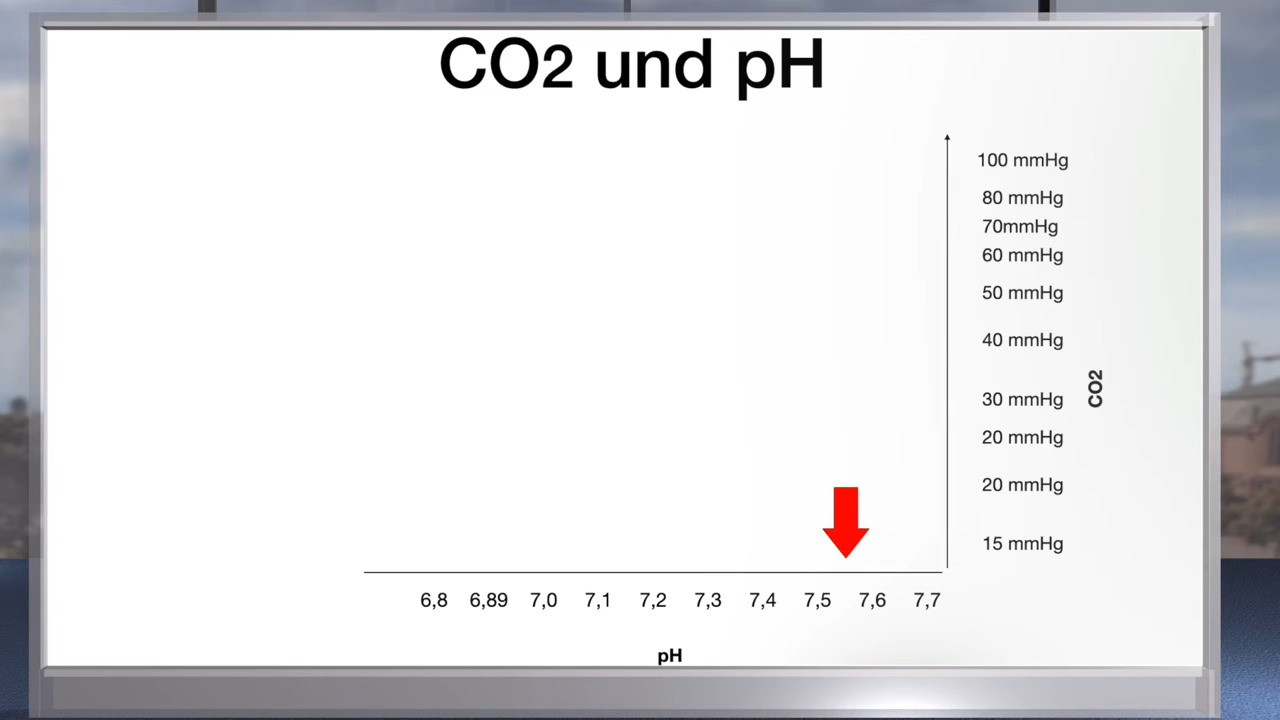 CO2 und pH
100 mmHg
80 mmHg
70mmHg
60 mmHg
50 mmHg
40 mmHg
CO2
30 mmHg
20 mmHg
20 mmHg
15 mmHg
6,8 6,89 7,0 7,1 7,2 7,3 7,4 7,5 7,6 7,7
pH